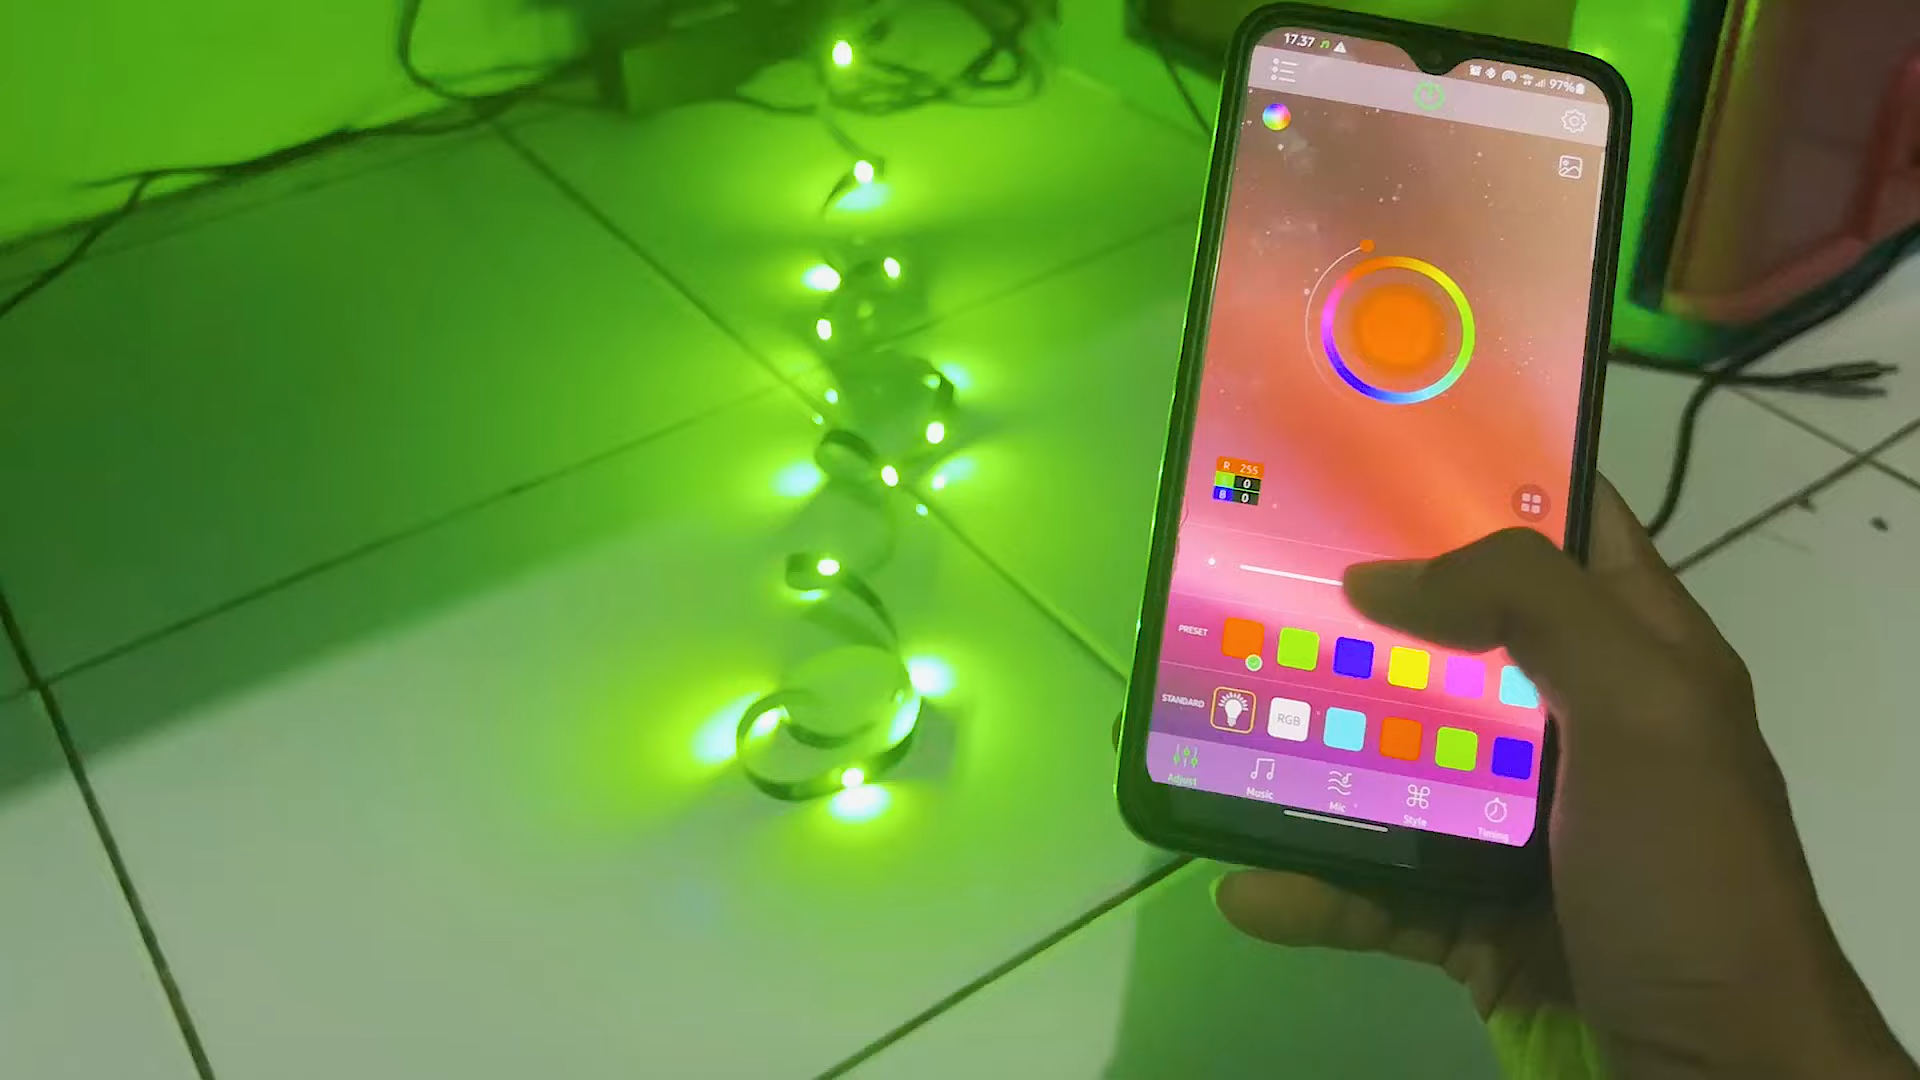 17.37
97%
R 255
0
B 0
PRESET
STANDARD
RGB
Adjust
Music
Mic
Style
Timing